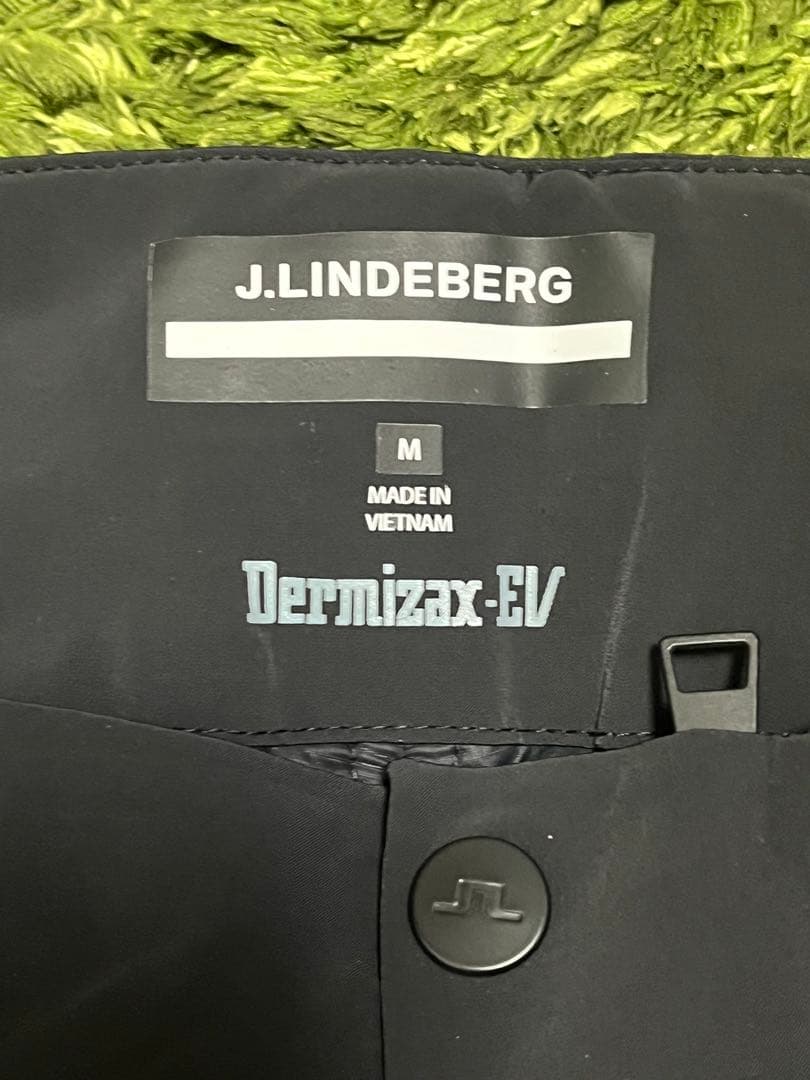 J.LINDEBERG
M
MADE IN
VIETNAM
Dermizax-EV